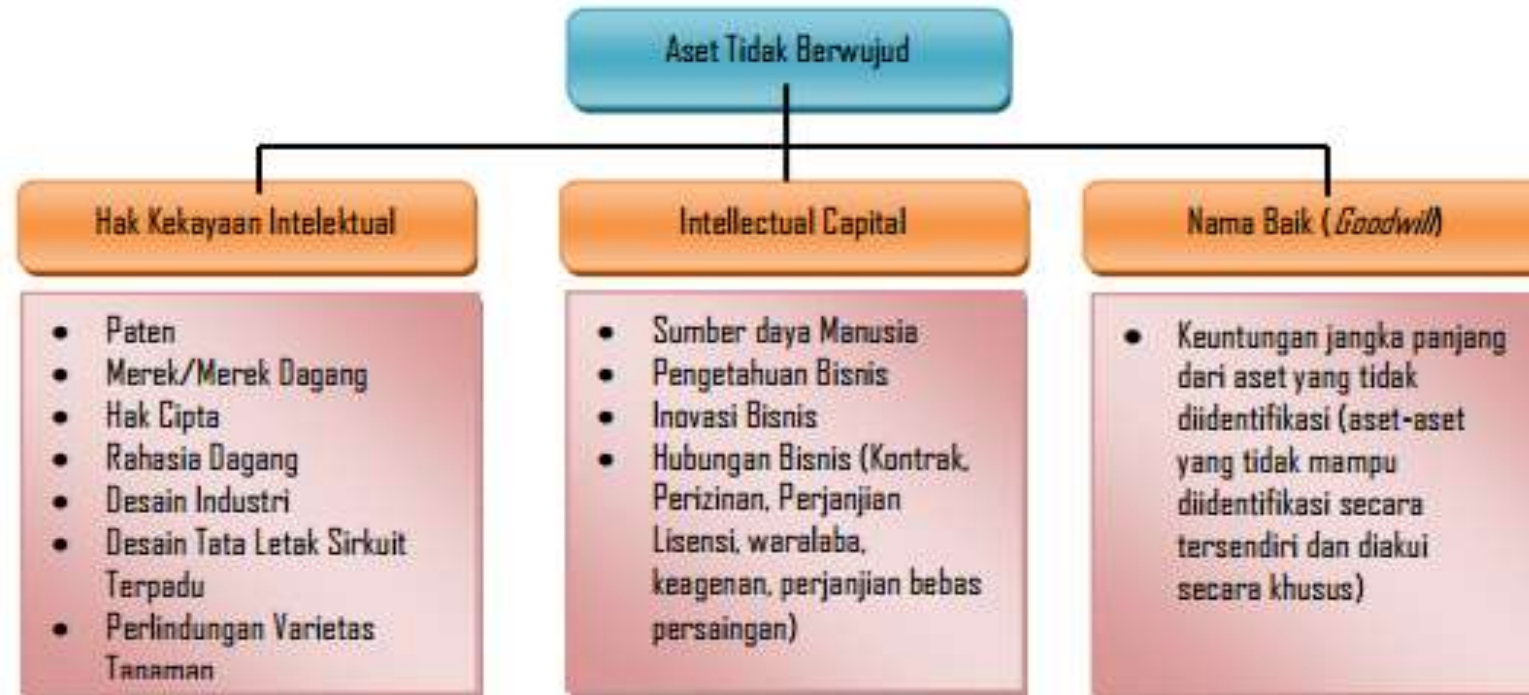 Aset Tidak Berwujud
Hak Kekayaan Intelektual
• Paten
• Merek/Merek Dagang
• Hak Cipta
• Rahasia Dagang
• Desain Industri
• Desain Tata Letak Sirkuit
Terpadu
• Perlindungan Varietas
Tanaman
Intellectual Capital
• Sumber daya Manusia
• Pengetahuan Bisnis
• Inovasi Bisnis
• Hubungan Bisnis (Kontrak,
Perizinan, Perjanjian
Lisensi, waralaba,
keagenan, perjanjian bebas
persaingan)
Nama Baik (Goodwill)
• Keuntungan jangka panjang
dari aset yang tidak
diidentifikasi (aset-aset
yang tidak mampu
diidentifikasi secara
tersendiri dan diakui
secara khusus)